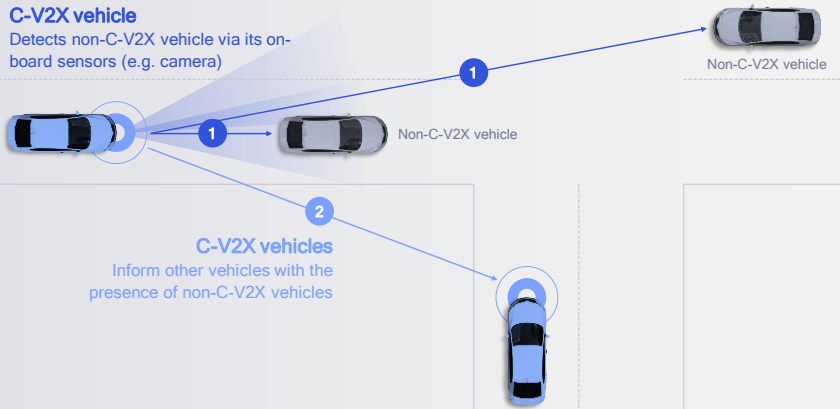 C-V2X vehicle
Detects non-C-V2X vehicle via its on-
board sensors (e.g. camera)
1
Non-C-V2X vehicle
1
Non-C-V2X vehicle
2
C-V2X vehicles
Inform other vehicles with the
presence of non-C-V2X vehicles